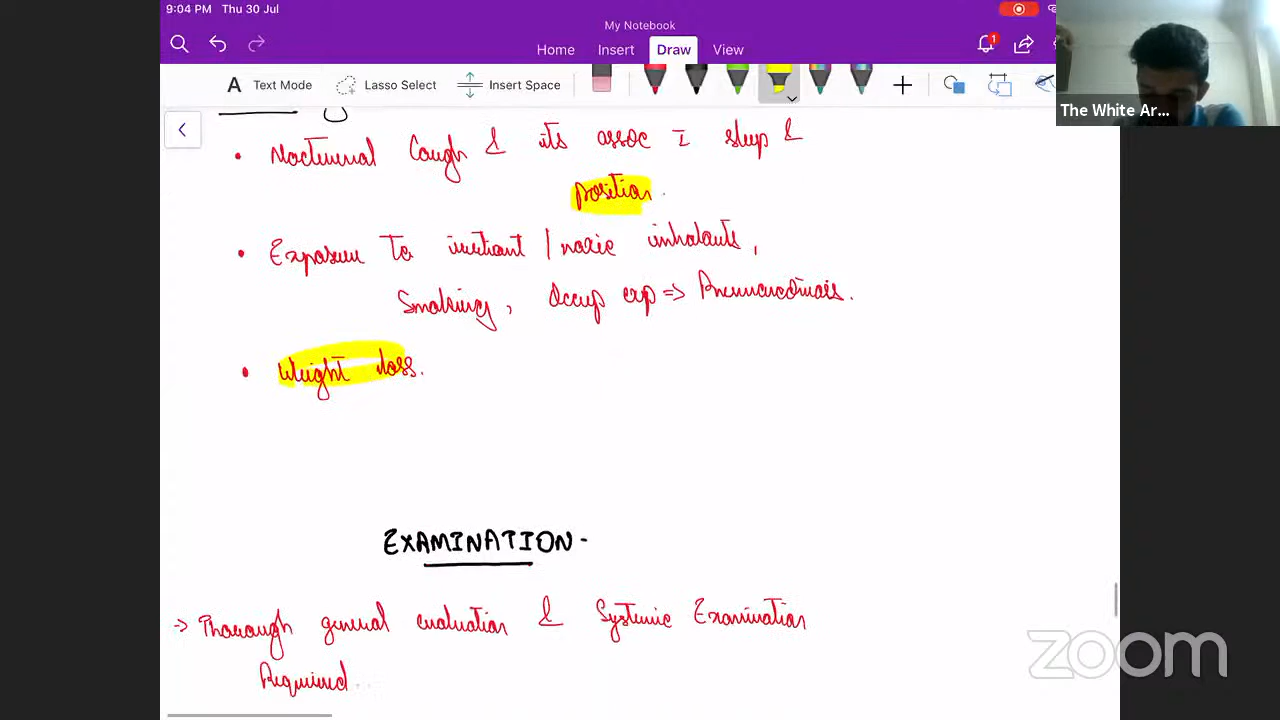 9:04 PM Thu 30 Jul
My Notebook
Home Insert Draw View
1
A Text Mode Lasso Select Insert Space
The White Ar...
• Nocturnal Cough & its assoc I sleep &
position.
• Exposure to irritant / noxic inhalants,
Smoking, Occup exp => Pneumoconiosis.
• Weight loss.
EXAMINATION-
=> Thorough general evaluation & Systemic Examination
Required...
zoom